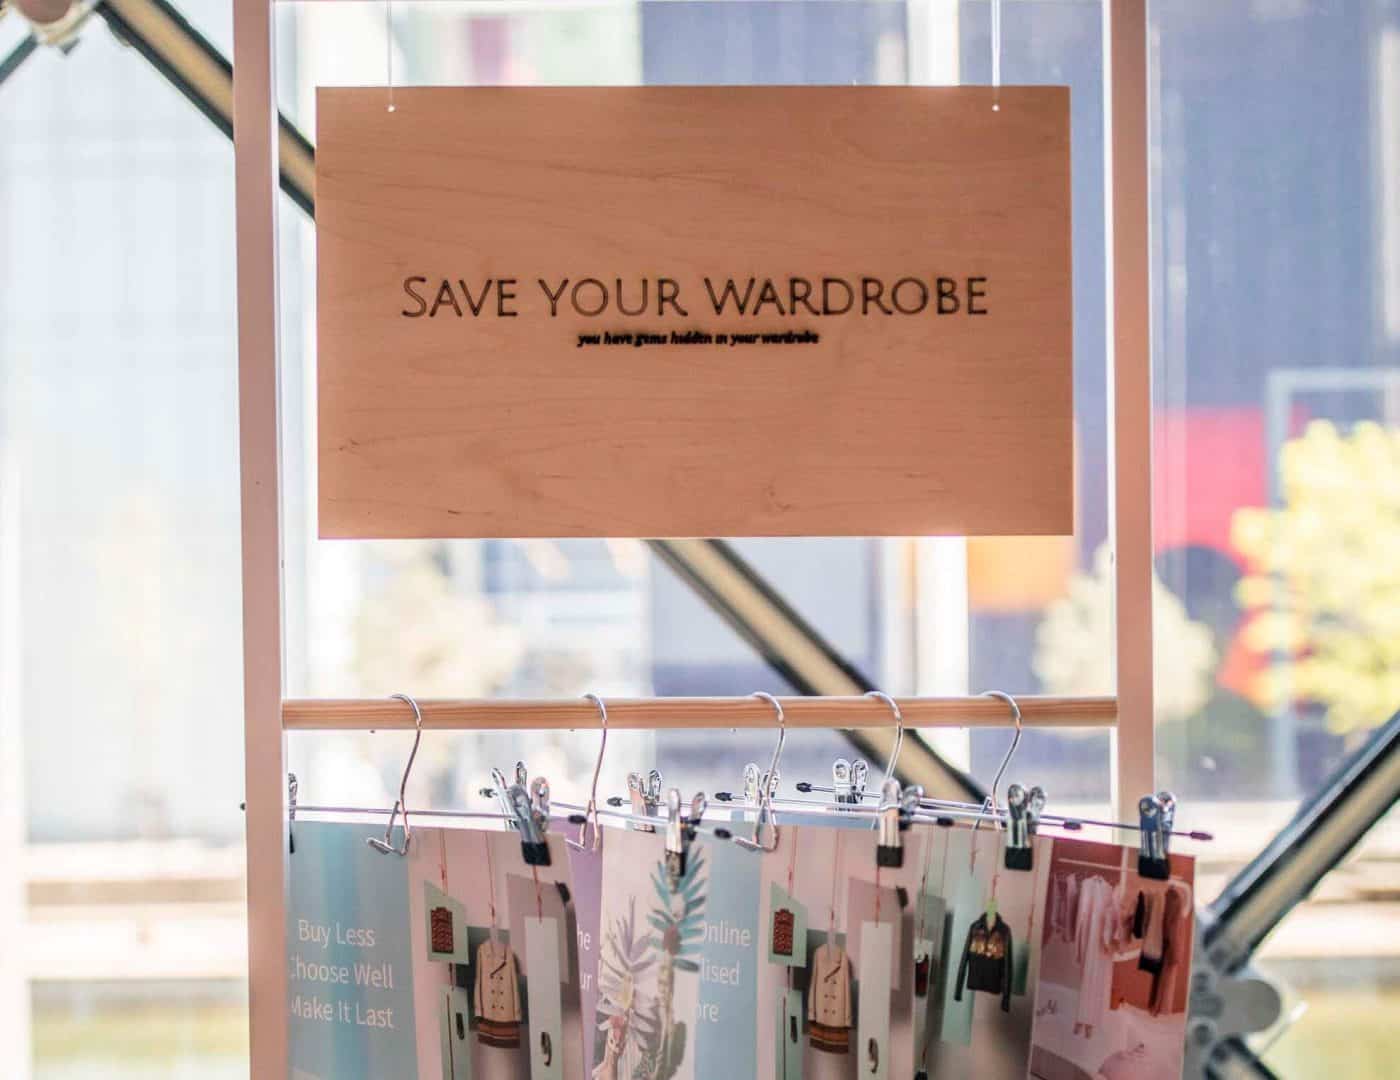 SAVE YOUR WARDROBE
you have gems hidden in your wardrobe
Buy Less
Choose Well
Make It Last
Online